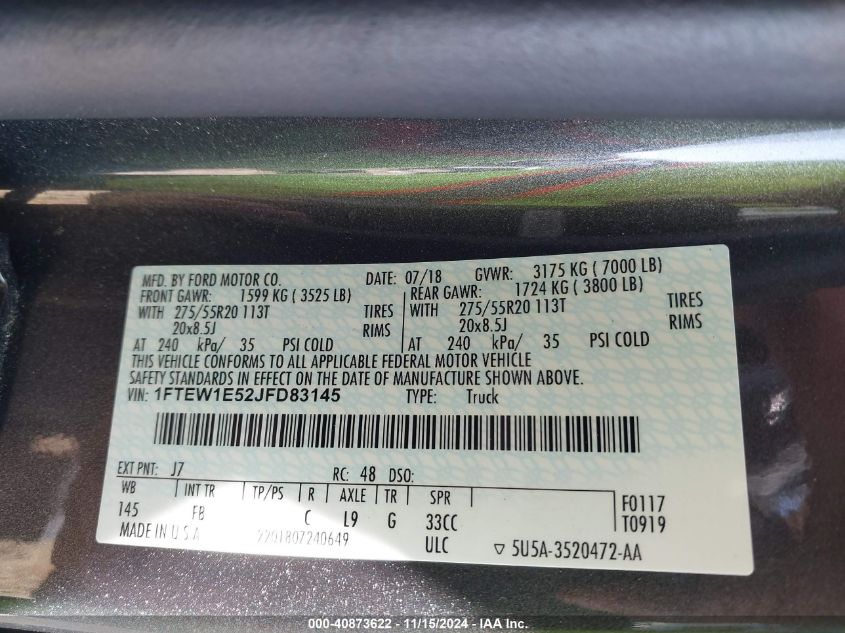 MFD. BY FORD MOTOR CO. DATE: 07/18 GVWR: 3175 KG ( 7000 LB)
FRONT GAWR: 1599 KG ( 3525 LB) REAR GAWR: 1724 KG ( 3800 LB)
WITH 275/55R20 113T TIRES WITH 275/55R20 113T TIRES
20x8.5J RIMS 20x8.5J RIMS
AT 240 kPa/ 35 PSI COLD AT 240 kPa/ 35 PSI COLD
THIS VEHICLE CONFORMS TO ALL APPLICABLE FEDERAL MOTOR VEHICLE
SAFETY STANDARDS IN EFFECT ON THE DATE OF MANUFACTURE SHOWN ABOVE.
VIN: 1FTEW1E52JFD83145 TYPE: Truck
EXT PNT: J7 RC: 48 DSO:
WB INT TR TP/PS R AXLE TR SPR F0117
145 FB C L9 G 33CC T0919
MADE IN U.S.A. 2201807240649 ULC 5U5A-3520472-AA
000-40873622 - 11/15/2024 - IAA Inc.